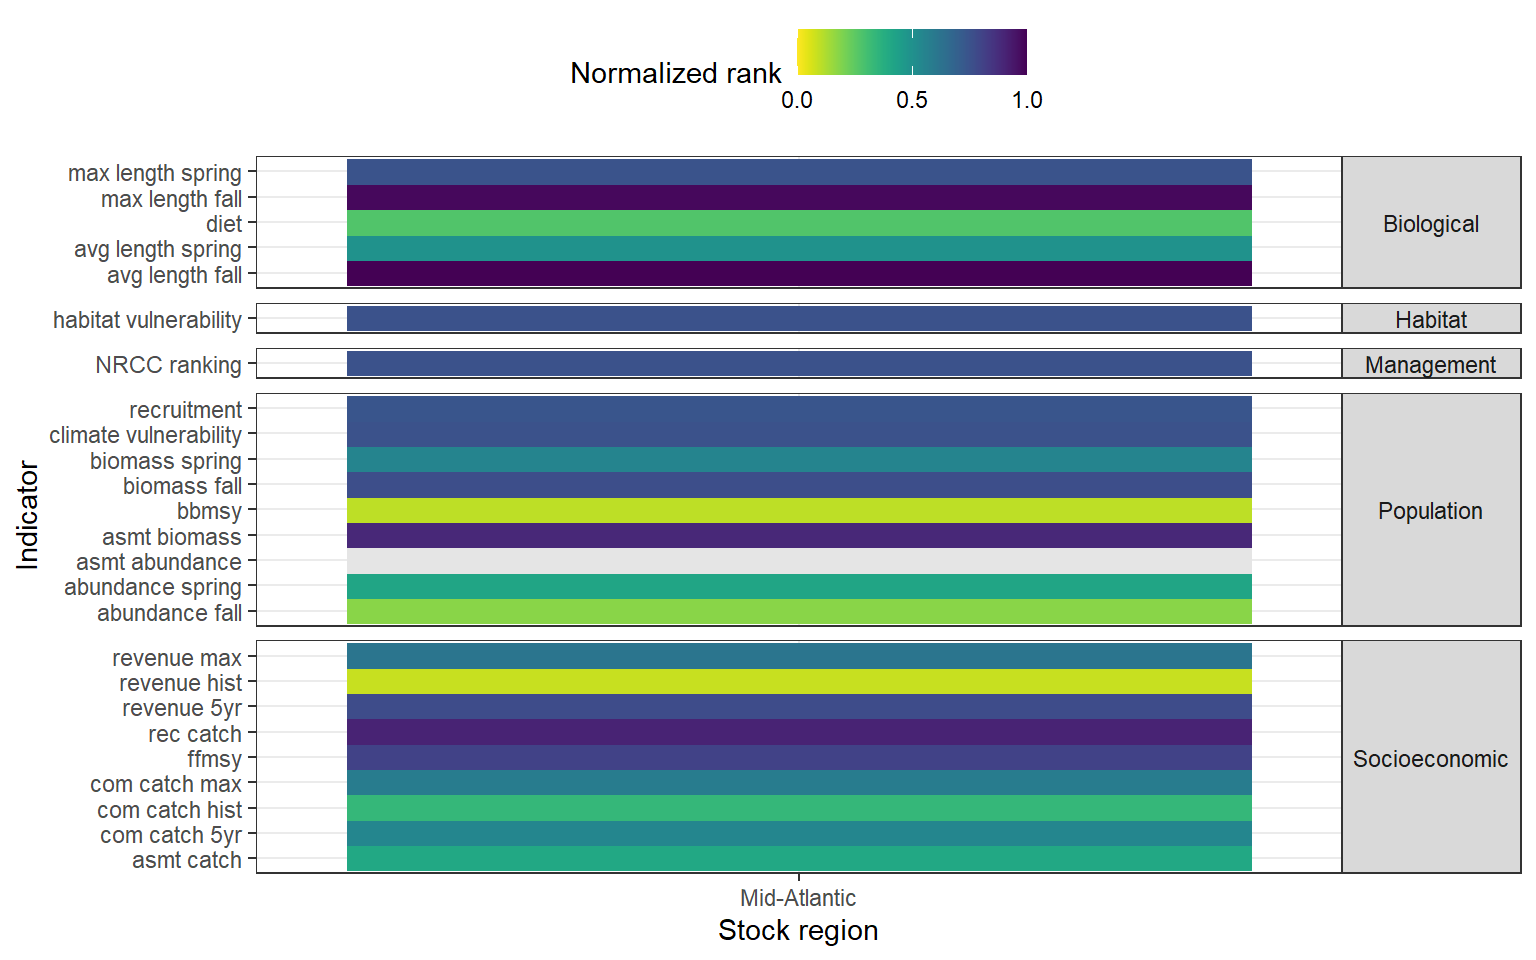 Normalized rank
0.0 0.5 1.0
max length spring
max length fall
diet
avg length spring
avg length fall
Biological
habitat vulnerability
Habitat
NRCC ranking
Management
recruitment
climate vulnerability
biomass spring
biomass fall
bbmsy
asmt biomass
asmt abundance
abundance spring
abundance fall
Population
revenue max
revenue hist
revenue 5yr
rec catch
ffmsy
com catch max
com catch hist
com catch 5yr
asmt catch
Socioeconomic
Indicator
Mid-Atlantic
Stock region